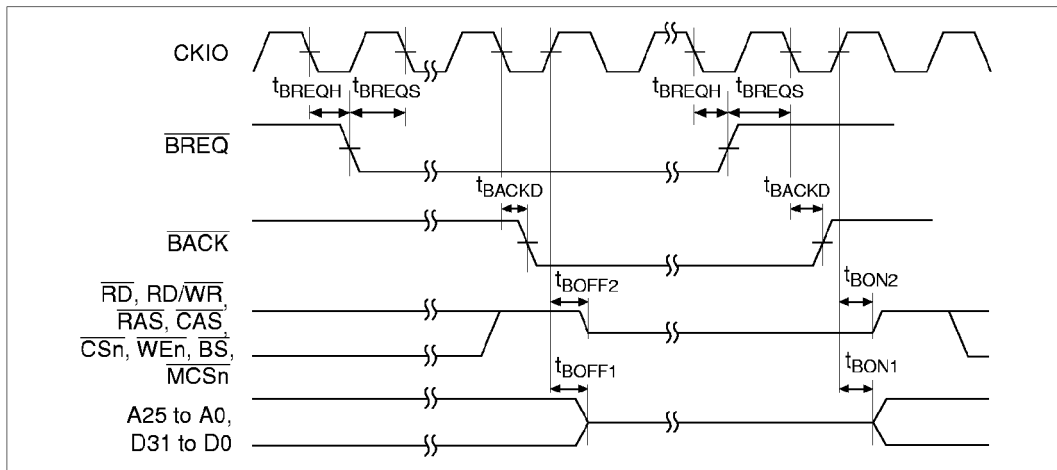 CKIO
tBREQH tBREQS tBREQH tBREQS
BREQ
tBACKD tBACKD
BACK
tBOFF2 tBON2
RD, RD/WR,
RAS, CAS,
CSn, WEn, BS,
MCSn
tBOFF1 tBON1
A25 to A0,
D31 to D0